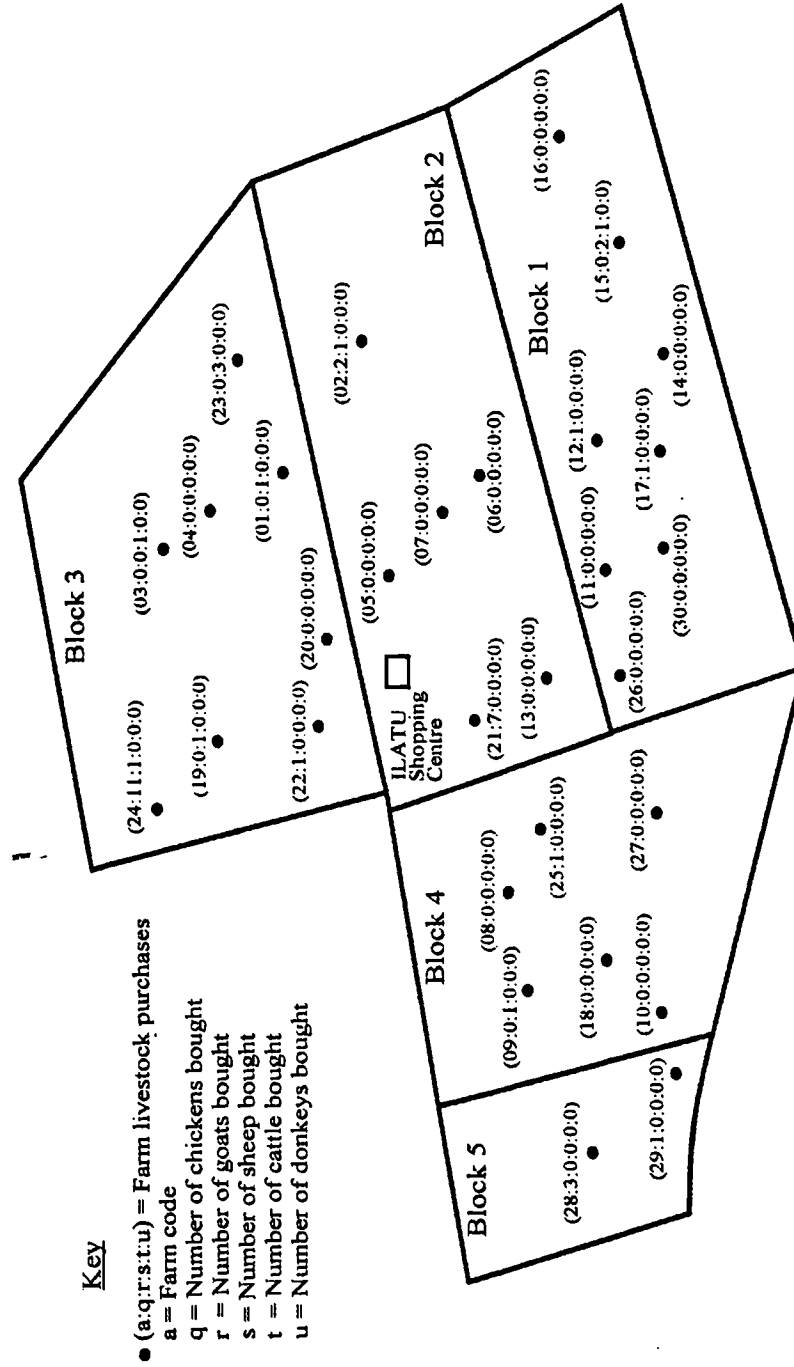 Key
● (a:q:r:s:t:u) = Farm livestock purchases
a = Farm code
q = Number of chickens bought
r = Number of goats bought
s = Number of sheep bought
t = Number of cattle bought
u = Number of donkeys bought
Block 3
(24:11:1:0:0:0)
(19:0:1:0:0:0)
(22:1:0:0:0:0)
(20:0:0:0:0:0)
(03:0:0:1:0:0)
(04:0:0:0:0:0)
(01:0:1:0:0:0)
(23:0:3:0:0:0)
Block 2
ILATU
Shopping
Centre
(05:0:0:0:0:0)
(02:2:1:0:0:0)
(07:0:0:0:0:0)
(06:0:0:0:0:0)
(21:7:0:0:0:0)
(13:0:0:0:0:0)
Block 1
(16:0:0:0:0:0)
(15:0:2:1:0:0)
(12:1:0:0:0:0)
(11:0:0:0:0:0)
(17:1:0:0:0:0)
(14:0:0:0:0:0)
(26:0:0:0:0:0)
(30:0:0:0:0:0)
Block 4
(08:0:0:0:0:0)
(09:0:1:0:0:0)
(25:1:0:0:0:0)
(18:0:0:0:0:0)
(27:0:0:0:0:0)
(10:0:0:0:0:0)
Block 5
(28:3:0:0:0:0)
(29:1:0:0:0:0)